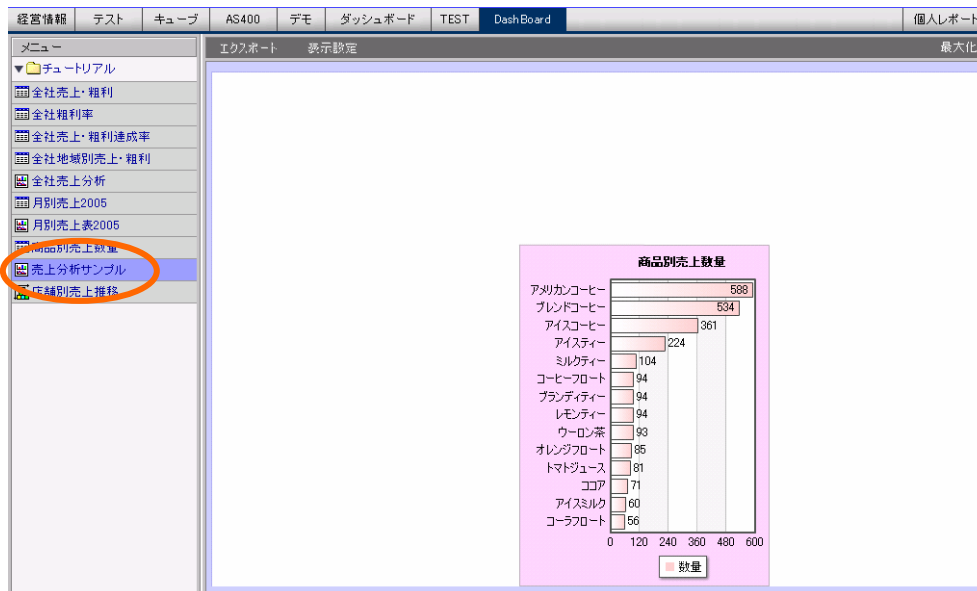 経営情報 テスト キューブ AS400 デモ ダッシュボード TEST DashBoard 個人レポート
メニュー
エクスポート 表示設定 最大化
▼チュートリアル
全社売上・粗利
全社粗利率
全社売上・粗利達成率
全社地域別売上・粗利
全社売上分析
月別売上2005
月別売上表2005
商品別売上数量
売上分析サンプル
店舗別売上推移
商品別売上数量
アメリカンコーヒー 588
ブレンドコーヒー 534
アイスコーヒー 361
アイスティー 224
ミルクティー 104
コーヒーフロート 94
ブランディティー 94
レモンティー 94
ウーロン茶 93
オレンジフロート 85
トマトジュース 81
ココア 71
アイスミルク 60
コーラフロート 56
0 120 240 360 480 600
数量